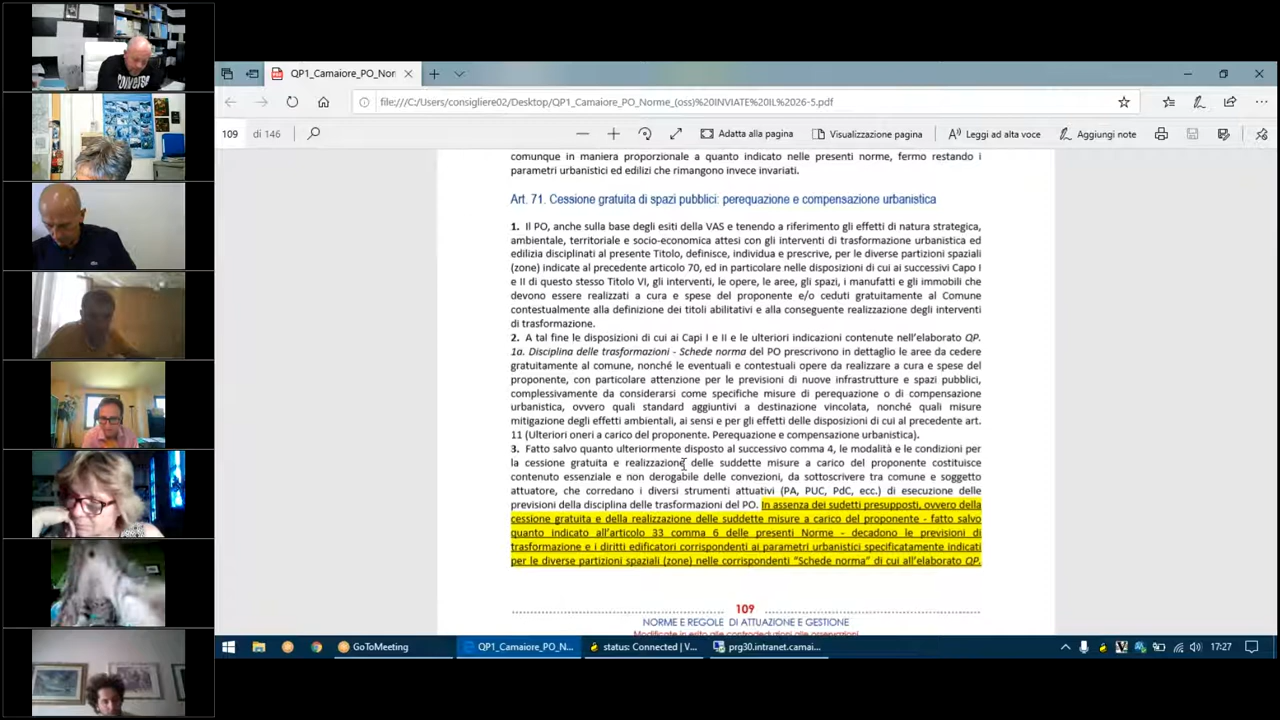 CONVERSE
QP1_Camaiore_PO_Nor
file:///C:/Users/consigliere02/Desktop/QP1_Camaiore_PO_Norme_(oss)%20INVIATE%20IL%2026-5.pdf
109 di 146
Adatta alla pagina
Visualizzazione pagina
Leggi ad alta voce
Aggiungi note
comunque in maniera proporzionale a quanto indicato nelle presenti norme, fermo restando i
parametri urbanistici ed edilizi che rimangono invece invariati.
Art. 71. Cessione gratuita di spazi pubblici: perequazione e compensazione urbanistica
1. Il PO, anche sulla base degli esiti della VAS e tenendo a riferimento gli effetti di natura strategica,
ambientale, territoriale e socio-economica attesi con gli interventi di trasformazione urbanistica ed
edilizia disciplinati al presente Titolo, definisce, individua e prescrive, per le diverse partizioni spaziali
(zone) indicate al precedente articolo 70, ed in particolare nelle disposizioni di cui ai successivi Capo I
e II di questo stesso Titolo VI, gli interventi, le opere, le aree, gli spazi, i manufatti e gli immobili che
devono essere realizzati a cura e spese del proponente e/o ceduti gratuitamente al Comune
contestualmente alla definizione dei titoli abilitativi e alla conseguente realizzazione degli interventi
di trasformazione.
2. A tal fine le disposizioni di cui ai Capi I e II e le ulteriori indicazioni contenute nell'elaborato QP.
1a. Disciplina delle trasformazioni - Schede norma del PO prescrivono in dettaglio le aree da cedere
gratuitamente al comune, nonché le eventuali e contestuali opere da realizzare a cura e spese del
proponente, con particolare attenzione per le previsioni di nuove infrastrutture e spazi pubblici,
complessivamente da considerarsi come specifiche misure di perequazione o di compensazione
urbanistica, ovvero quali standard aggiuntivi a destinazione vincolata, nonché quali misure
mitigazione degli effetti ambientali, ai sensi e per gli effetti delle disposizioni di cui al precedente art.
11 (Ulteriori oneri a carico del proponente. Perequazione e compensazione urbanistica).
3. Fatto salvo quanto ulteriormente disposto al successivo comma 4, le modalità e le condizioni per
la cessione gratuita e realizzazione delle suddette misure a carico del proponente costituisce
contenuto essenziale e non derogabile delle convezioni, da sottoscrivere tra comune e soggetto
attuatore, che corredano i diversi strumenti attuativi (PA, PUC, PdC, ecc.) di esecuzione delle
previsioni della disciplina delle trasformazioni del PO. In assenza dei sudetti presupposti, ovvero della
cessione gratuita e della realizzazione delle suddette misure a carico del proponente - fatto salvo
quanto indicato all'articolo 33 comma 6 delle presenti Norme - decadono le previsioni di
trasformazione e i diritti edificatori corrispondenti ai parametri urbanistici specificatamente indicati
per le diverse partizioni spaziali (zone) nelle corrispondenti "Schede norma" di cui all'elaborato QP.
109
NORME E REGOLE DI ATTUAZIONE E GESTIONE
Modificate in esito alle controdeduzioni alle osservazioni
GoToMeeting
QP1_Camaiore_PO_N...
status: Connected | V...
prg30.intranet.camai...
17:27